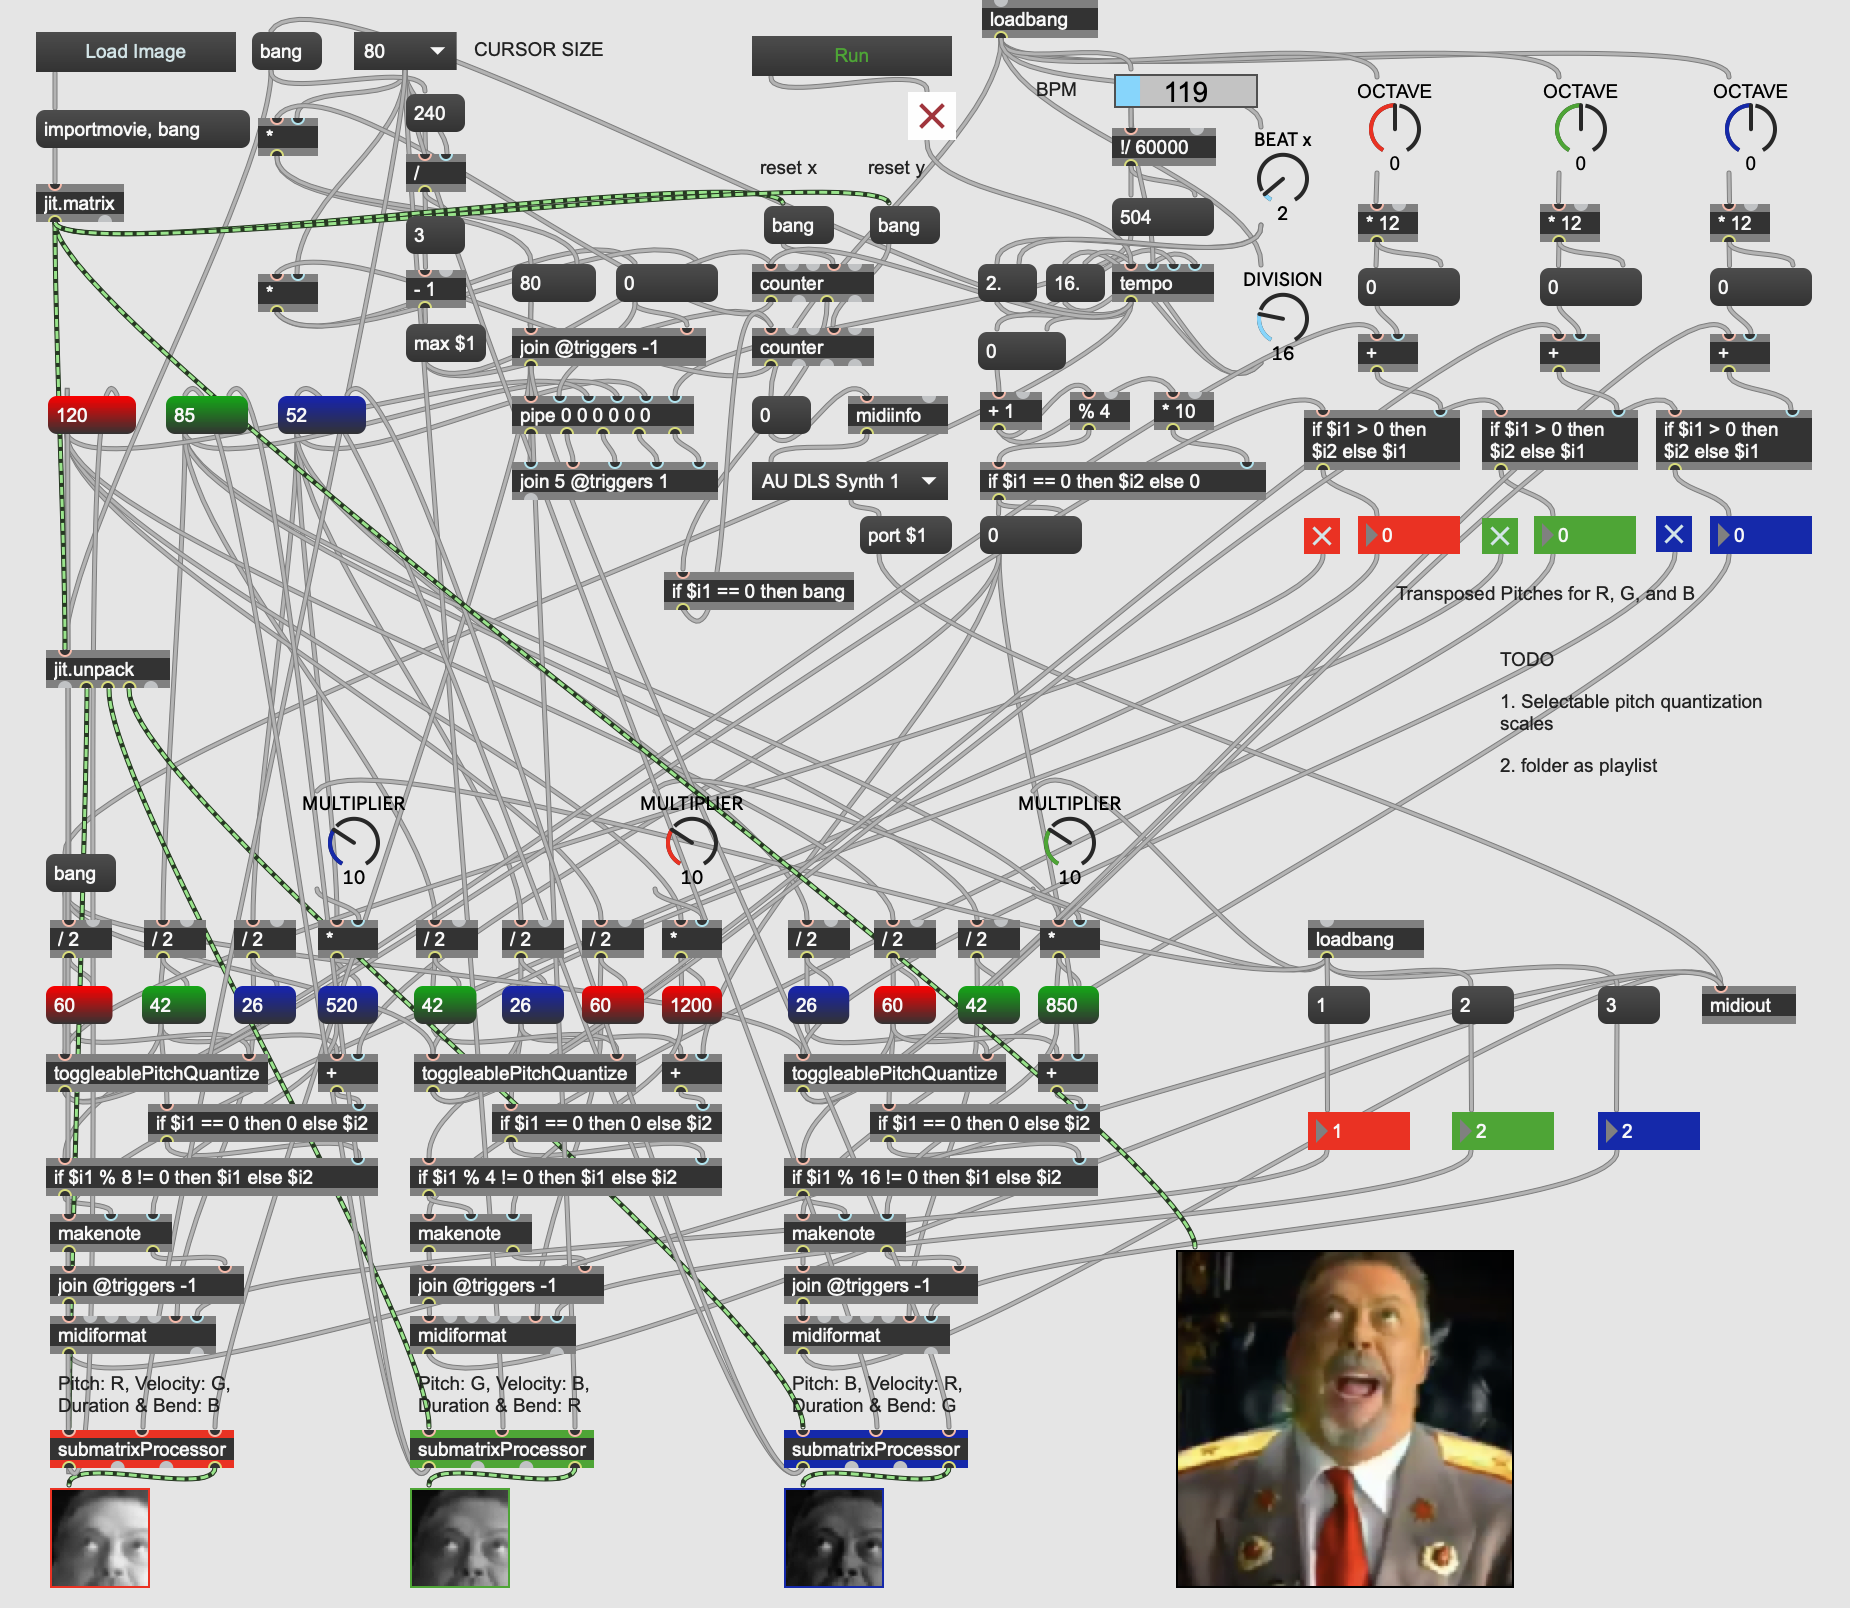 loadbang
Load Image
bang
80
CURSOR SIZE
Run
BPM
119
OCTAVE
OCTAVE
OCTAVE
240
importmovie, bang
*
!/ 60000
BEAT x
0
0
0
/
reset x
reset y
jit.matrix
2
504
3
bang
bang
* 12
* 12
* 12
*
- 1
80
0
counter
2.
16.
tempo
DIVISION
0
0
0
max $1
join @triggers -1
counter
0
16
+
+
+
120
85
52
pipe 0 0 0 0 0 0
0
midiinfo
+ 1
% 4
* 10
if $i1 > 0 then
$i2 else $i1
if $i1 > 0 then
$i2 else $i1
if $i1 > 0 then
$i2 else $i1
join 5 @triggers 1
AU DLS Synth 1
if $i1 == 0 then $i2 else 0
port $1
0
0
0
0
if $i1 == 0 then bang
Transposed Pitches for R, G, and B
jit.unpack
TODO
1. Selectable pitch quantization
scales
2. folder as playlist
MULTIPLIER
MULTIPLIER
MULTIPLIER
bang
10
10
10
/ 2
/ 2
/ 2
*
/ 2
/ 2
/ 2
*
/ 2
/ 2
/ 2
*
loadbang
60
42
26
520
42
26
60
1200
26
60
42
850
1
2
3
midiout
toggleablePitchQuantize
+
toggleablePitchQuantize
+
toggleablePitchQuantize
+
if $i1 == 0 then 0 else $i2
if $i1 == 0 then 0 else $i2
if $i1 == 0 then 0 else $i2
1
2
2
if $i1 % 8 != 0 then $i1 else $i2
if $i1 % 4 != 0 then $i1 else $i2
if $i1 % 16 != 0 then $i1 else $i2
makenote
makenote
makenote
join @triggers -1
join @triggers -1
join @triggers -1
midiformat
midiformat
midiformat
Pitch: R, Velocity: G,
Duration & Bend: B
Pitch: G, Velocity: B,
Duration & Bend: R
Pitch: B, Velocity: R,
Duration & Bend: G
submatrixProcessor
submatrixProcessor
submatrixProcessor